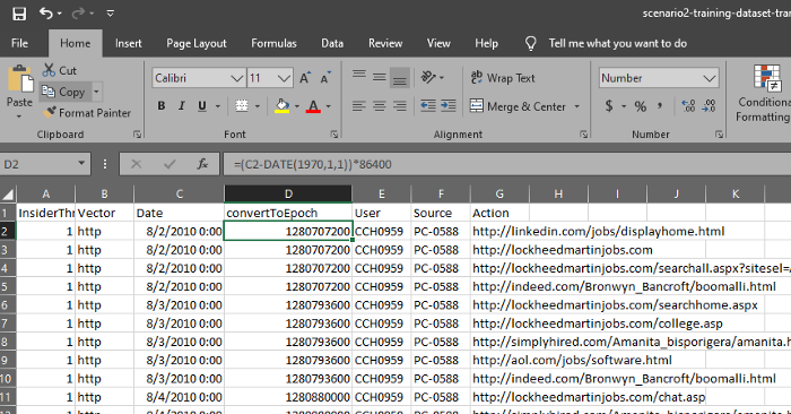 scenario2-training-dataset-tra
File Home Insert Page Layout Formulas Data Review View Help Tell me what you want to do
Cut
Copy
Paste
Format Painter
Clipboard
Calibri 11 A A
B I U A
Font
ab Wrap Text
Merge & Center
Alignment
Number
$ % ,
Number
Conditiona
Formatting
D2 fx =(C2-DATE(1970,1,1))*86400
A B C D E F G H I J K
1 InsiderThr Vector Date convertToEpoch User Source Action
2 1 http 8/2/2010 0:00 1280707200 CCH0959 PC-0588 http://linkedin.com/jobs/displayhome.html
3 1 http 8/2/2010 0:00 1280707200 CCH0959 PC-0588 http://lockheedmartinjobs.com
4 1 http 8/2/2010 0:00 1280707200 CCH0959 PC-0588 http://lockheedmartinjobs.com/searchall.aspx?sitesel=
5 1 http 8/2/2010 0:00 1280707200 CCH0959 PC-0588 http://indeed.com/Bronwyn_Bancroft/boomalli.html
6 1 http 8/3/2010 0:00 1280793600 CCH0959 PC-0588 http://lockheedmartinjobs.com/searchhome.aspx
7 1 http 8/3/2010 0:00 1280793600 CCH0959 PC-0588 http://lockheedmartinjobs.com/college.asp
8 1 http 8/3/2010 0:00 1280793600 CCH0959 PC-0588 http://simplyhired.com/Amanita_bisporigera/amanita.h
9 1 http 8/3/2010 0:00 1280793600 CCH0959 PC-0588 http://aol.com/jobs/software.html
10 1 http 8/3/2010 0:00 1280793600 CCH0959 PC-0588 http://indeed.com/Bronwyn_Bancroft/boomalli.html
11 1 http 8/4/2010 0:00 1280880000 CCH0959 PC-0588 http://lockheedmartinjobs.com/chat.asp